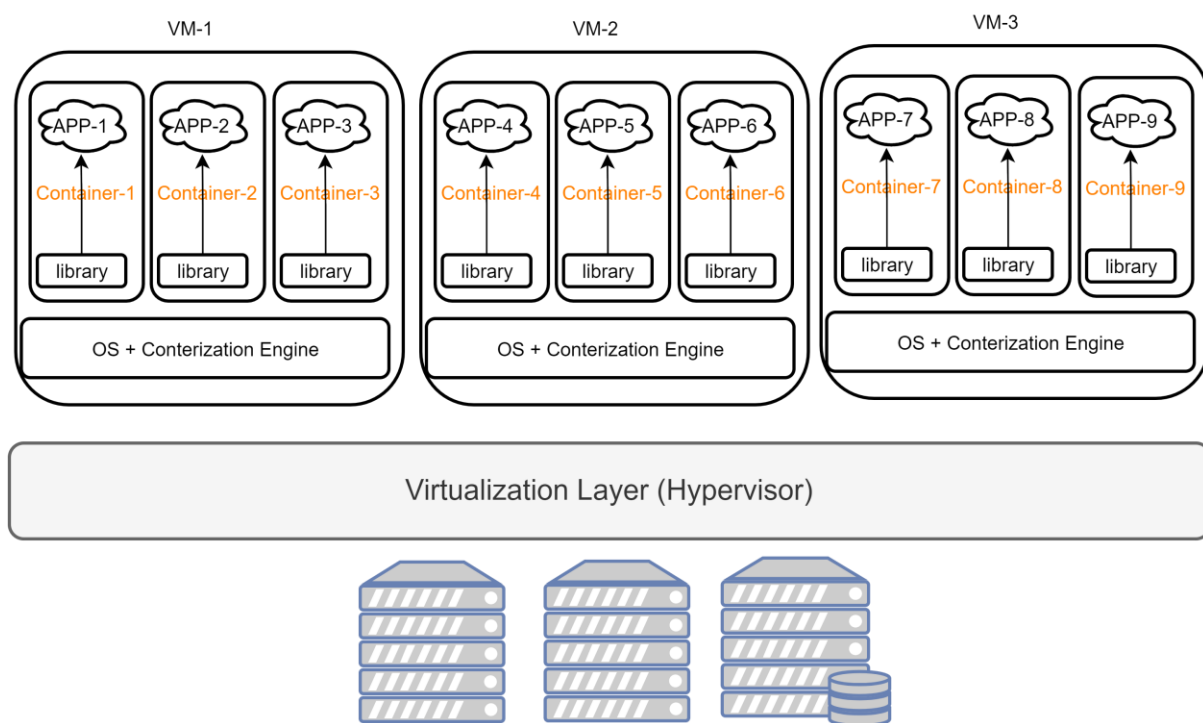 VM-1
VM-2
VM-3
APP-1
APP-2
APP-3
APP-4
APP-5
APP-6
APP-7
APP-8
APP-9
Container-1
Container-2
Container-3
Container-4
Container-5
Container-6
Container-7
Container-8
Container-9
library
library
library
library
library
library
library
library
library
OS + Conterization Engine
OS + Conterization Engine
OS + Conterization Engine
Virtualization Layer (Hypervisor)